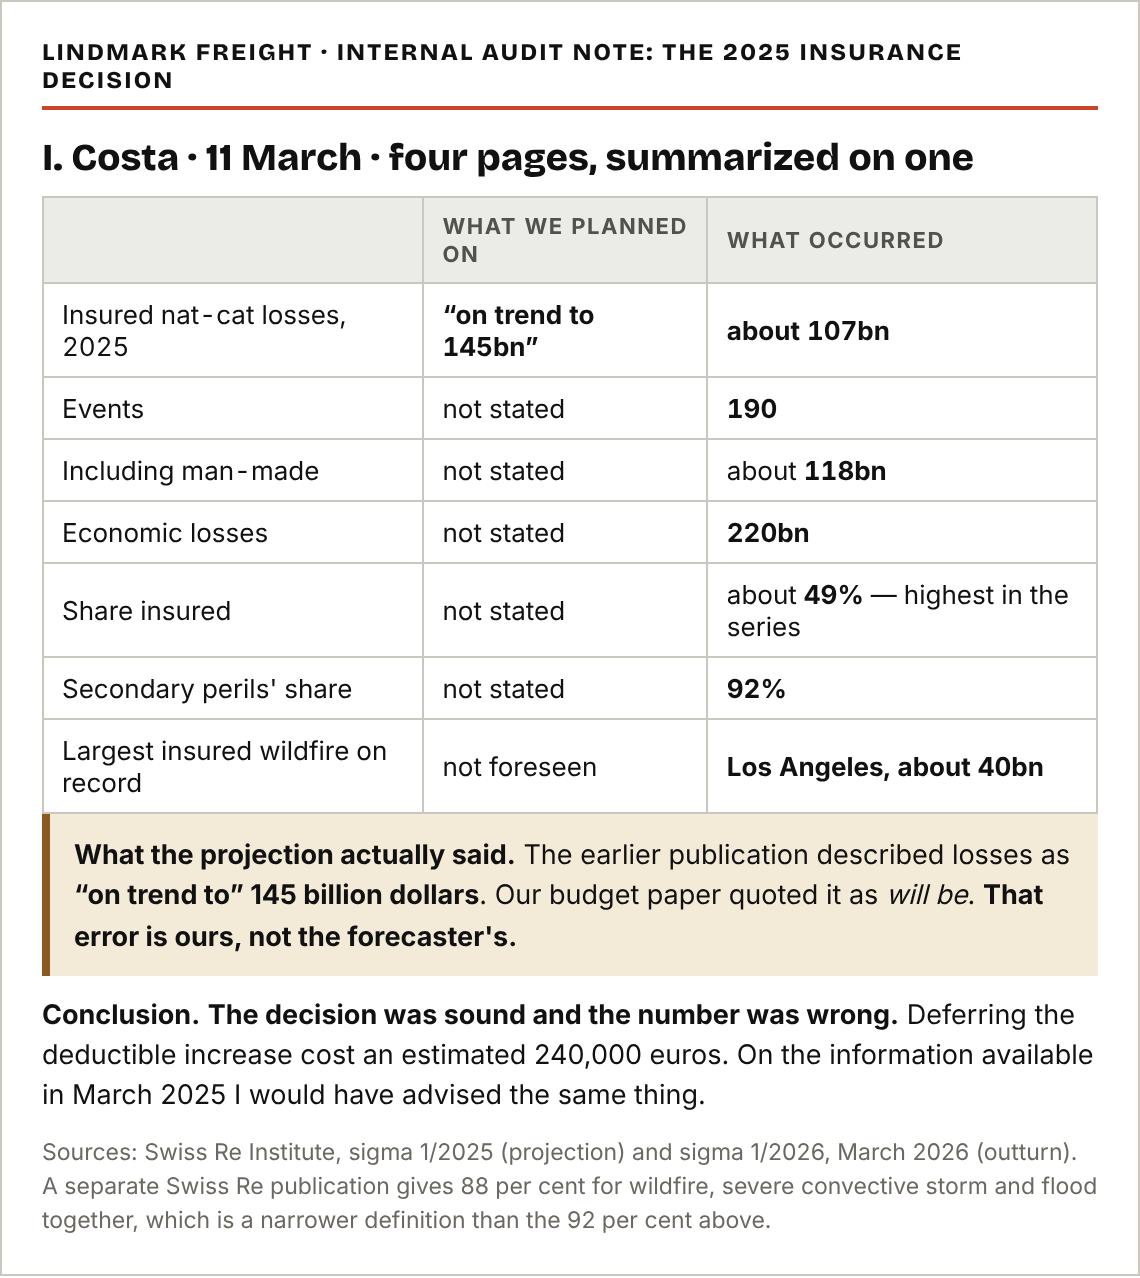 LINDMARK FREIGHT · INTERNAL AUDIT NOTE: THE 2025 INSURANCE
DECISION
I. Costa · 11 March · four pages, summarized on one
WHAT WE PLANNED
ON
WHAT OCCURRED
Insured nat-cat losses,
2025
“on trend to
145bn”
about 107bn
Events
not stated
190
Including man-made
not stated
about 118bn
Economic losses
not stated
220bn
Share insured
not stated
about 49% — highest in the
series
Secondary perils' share
not stated
92%
Largest insured wildfire on
record
not foreseen
Los Angeles, about 40bn
What the projection actually said. The earlier publication described losses as
“on trend to” 145 billion dollars. Our budget paper quoted it as will be. That
error is ours, not the forecaster's.
Conclusion. The decision was sound and the number was wrong. Deferring the
deductible increase cost an estimated 240,000 euros. On the information available
in March 2025 I would have advised the same thing.
Sources: Swiss Re Institute, sigma 1/2025 (projection) and sigma 1/2026, March 2026 (outturn).
A separate Swiss Re publication gives 88 per cent for wildfire, severe convective storm and flood
together, which is a narrower definition than the 92 per cent above.